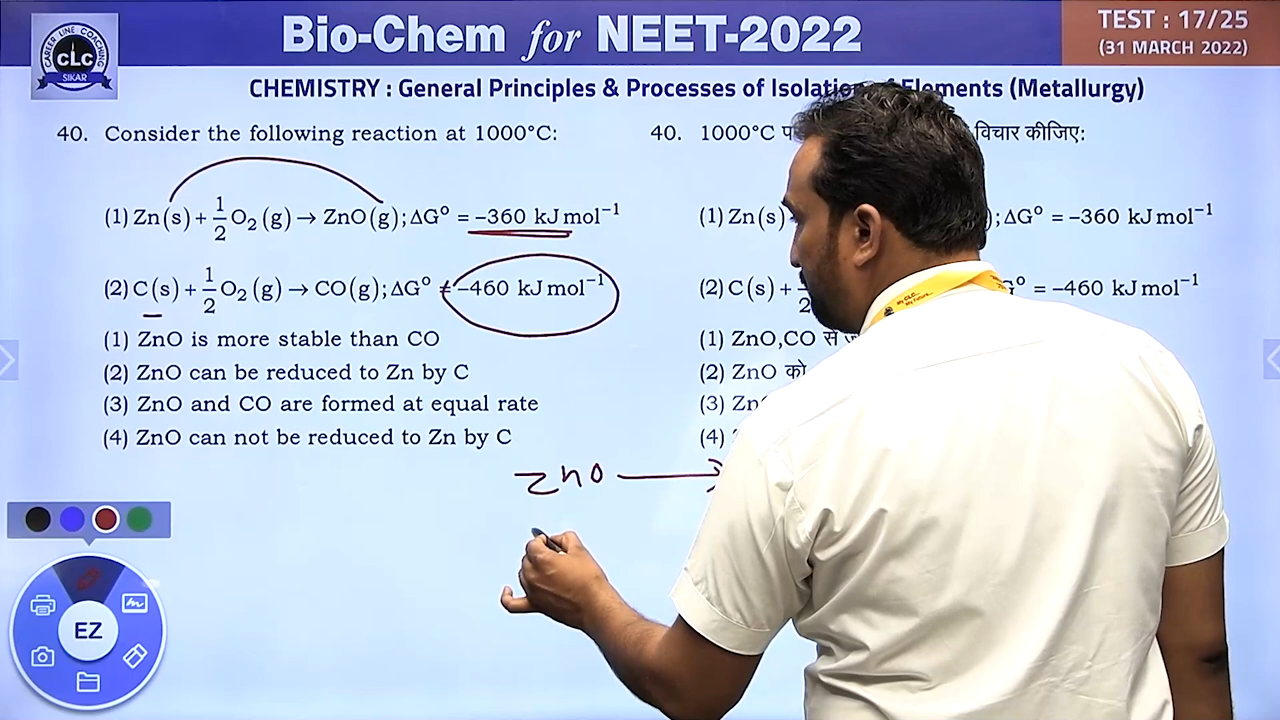 Bio-Chem for NEET-2022
TEST : 17/25
(31 MARCH 2022)
CAREER LINE COACHING
CLC
SIKAR
CHEMISTRY : General Principles & Processes of Isolation of Elements (Metallurgy)
40. Consider the following reaction at 1000°C:
(1) Zn(s) + 1/2 O₂(g) → ZnO(g); ΔG° = –360 kJ mol⁻¹
(2) C(s) + 1/2 O₂(g) → CO(g); ΔG° = –460 kJ mol⁻¹
(1) ZnO is more stable than CO
(2) ZnO can be reduced to Zn by C
(3) ZnO and CO are formed at equal rate
(4) ZnO can not be reduced to Zn by C
40. 1000°C विचार कीजिए:
(1) Zn(s) ; ΔG° = –360 kJ mol⁻¹
(2) C(s) + G° = –460 kJ mol⁻¹
(1) ZnO,CO से
(2) ZnO को
(3)
(4)
ZnO →
EZ